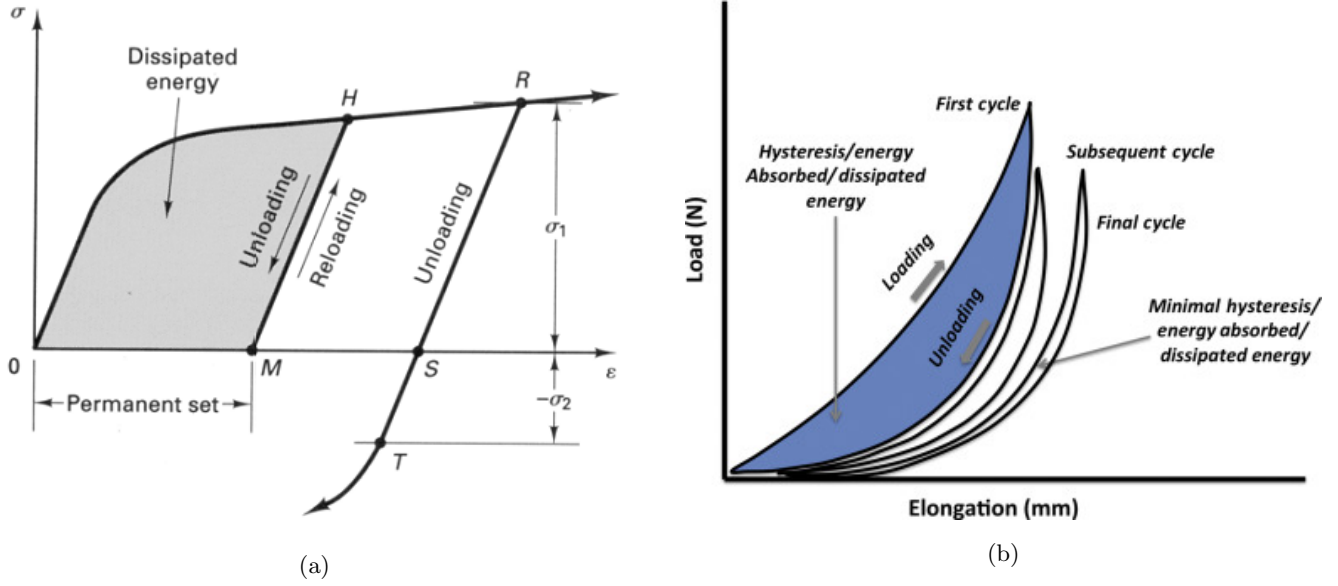 σ
Dissipated
energy
H
R
Unloading
Reloading
Unloading
σ1
0
M
S
ε
Permanent set
−σ2
T
(a)
Load (N)
First cycle
Hysteresis/energy
Absorbed/dissipated
energy
Subsequent cycle
Final cycle
Loading
Unloading
Minimal hysteresis/
energy absorbed/
dissipated energy
Elongation (mm)
(b)